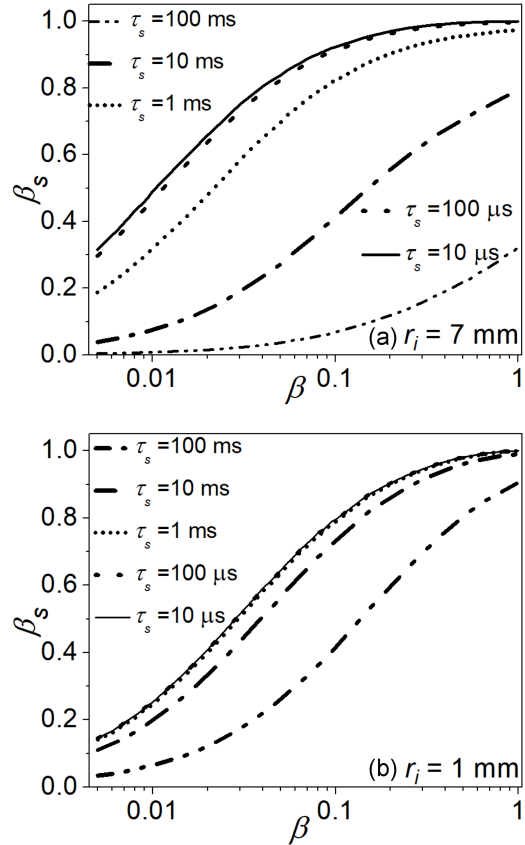 1.0
0.8
0.6
0.4
0.2
0.0
βs
τs =100 ms
τs =10 ms
τs =1 ms
τs =100 μs
τs =10 μs
(a) ri = 7 mm
0.01 0.1 1
β
1.0
0.8
0.6
0.4
0.2
0.0
βs
τs =100 ms
τs =10 ms
τs =1 ms
τs =100 μs
τs =10 μs
(b) ri = 1 mm
0.01 0.1 1
β